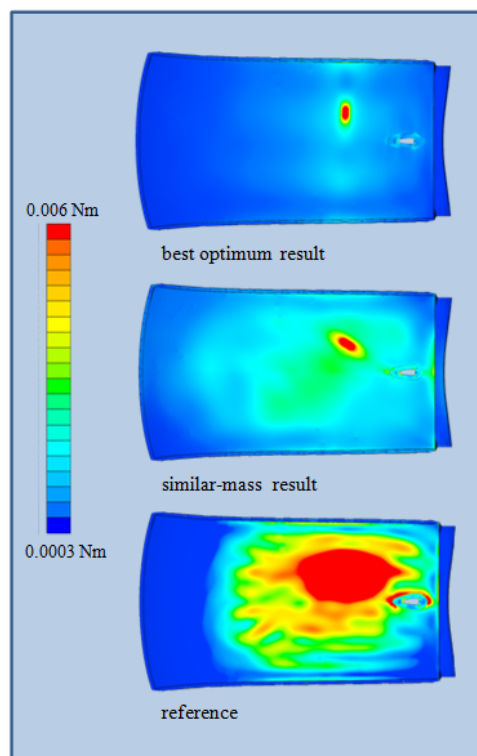 0.006 Nm
best optimum result
similar-mass result
0.0003 Nm
reference